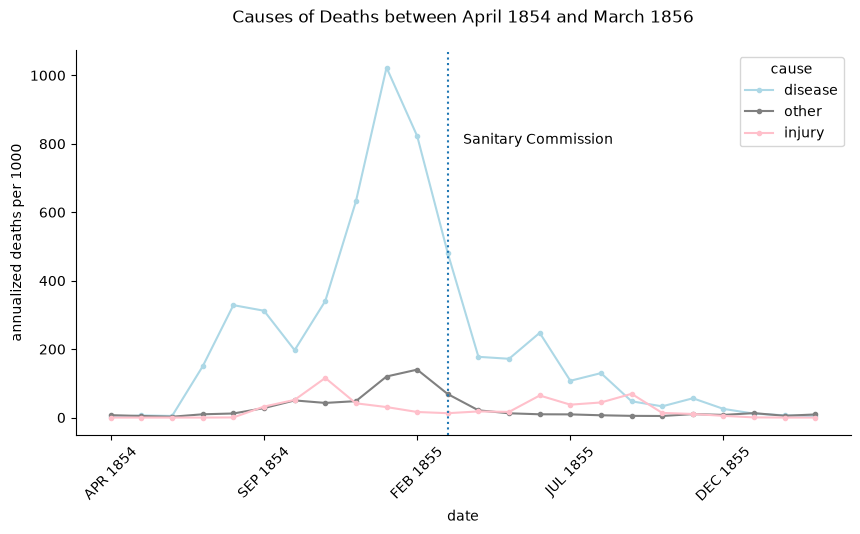 Causes of Deaths between April 1854 and March 1856
cause
disease
other
injury
Sanitary Commission
annualized deaths per 1000
1000
800
600
400
200
0
APR 1854
SEP 1854
FEB 1855
JUL 1855
DEC 1855
date